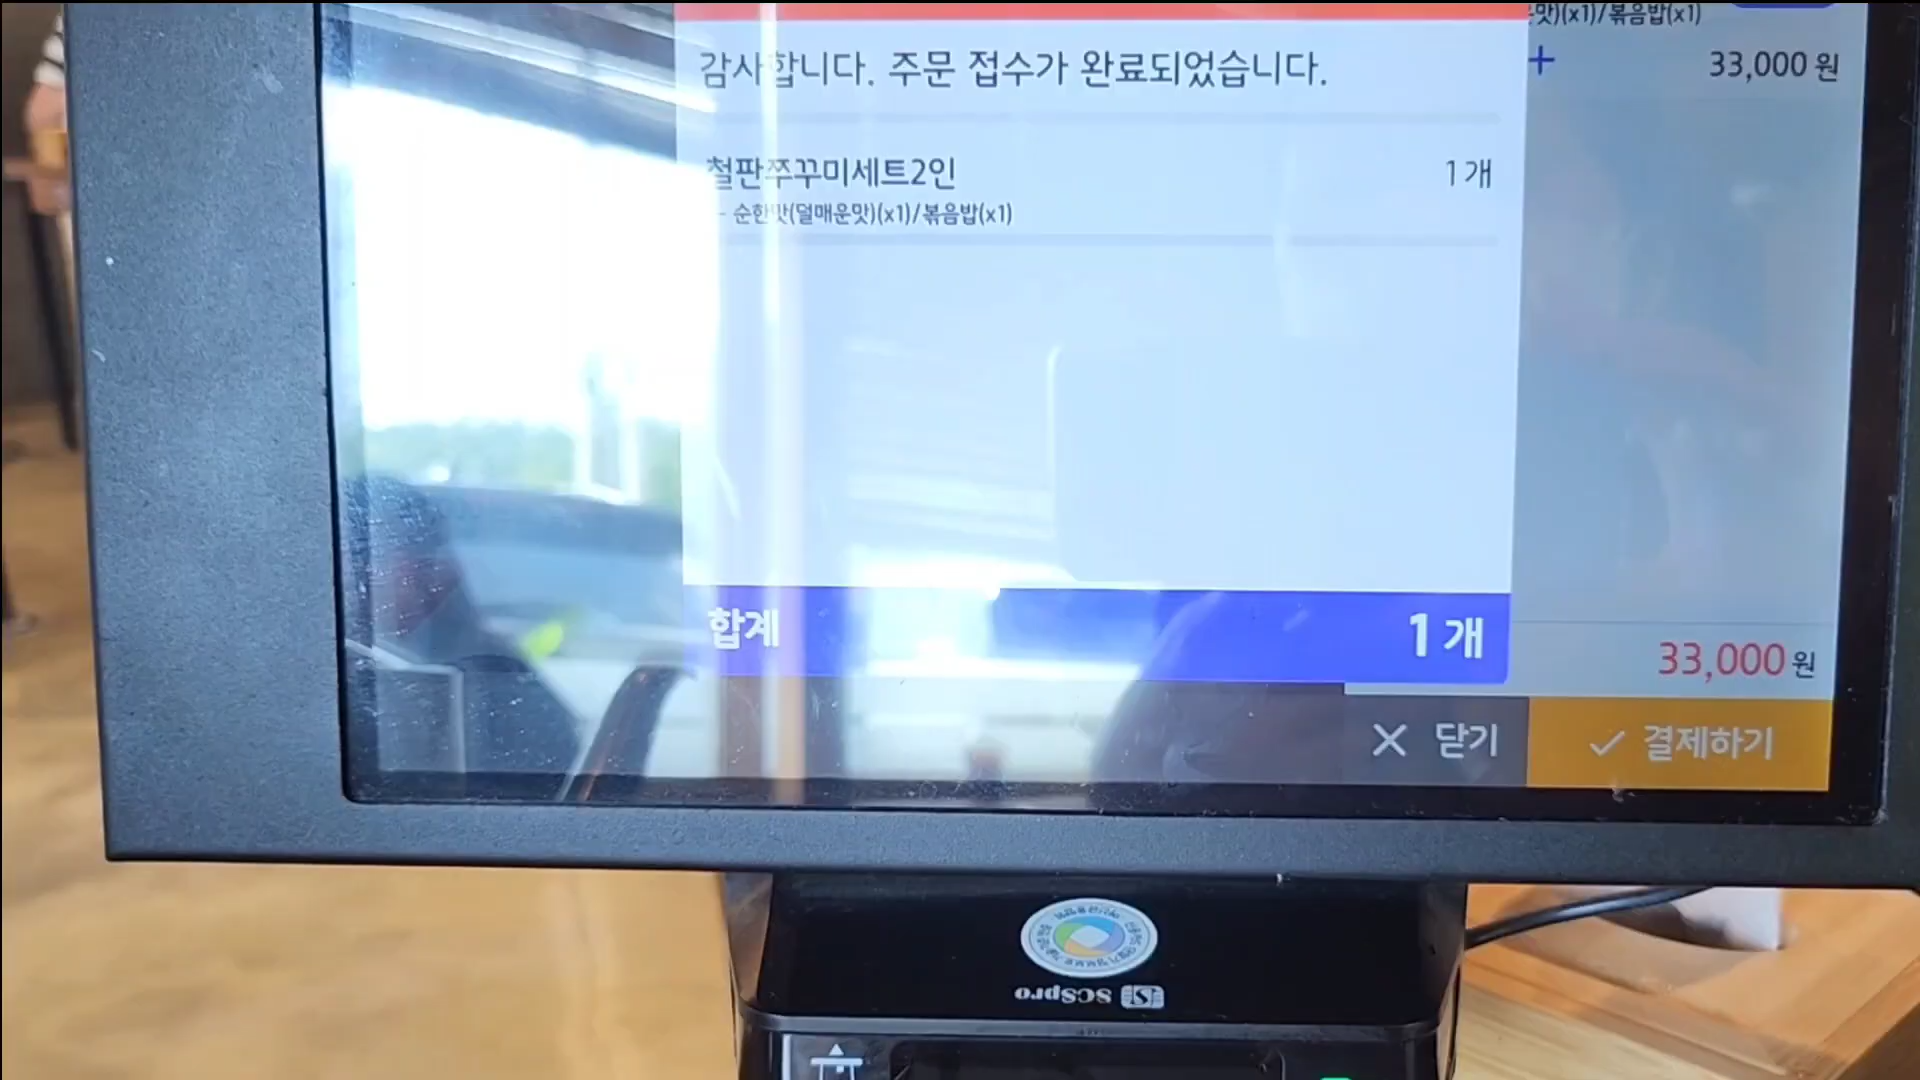 맛)(x1)/볶음밥(x1)
+ 33,000 원
감사합니다. 주문 접수가 완료되었습니다.
철판쭈꾸미세트2인 1 개
- 순한맛(덜매운맛)(x1)/볶음밥(x1)
합계 1 개
33,000 원
닫기
결제하기
scspro